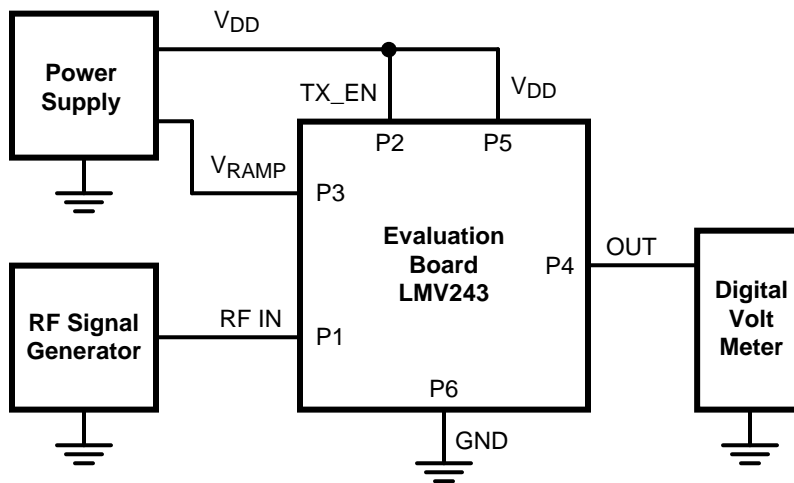 VDD
Power
Supply
TX_EN
VDD
P2
P5
VRAMP
P3
Evaluation
Board
LMV243
OUT
P4
RF Signal
Generator
RF IN
P1
Digital
Volt
Meter
P6
GND